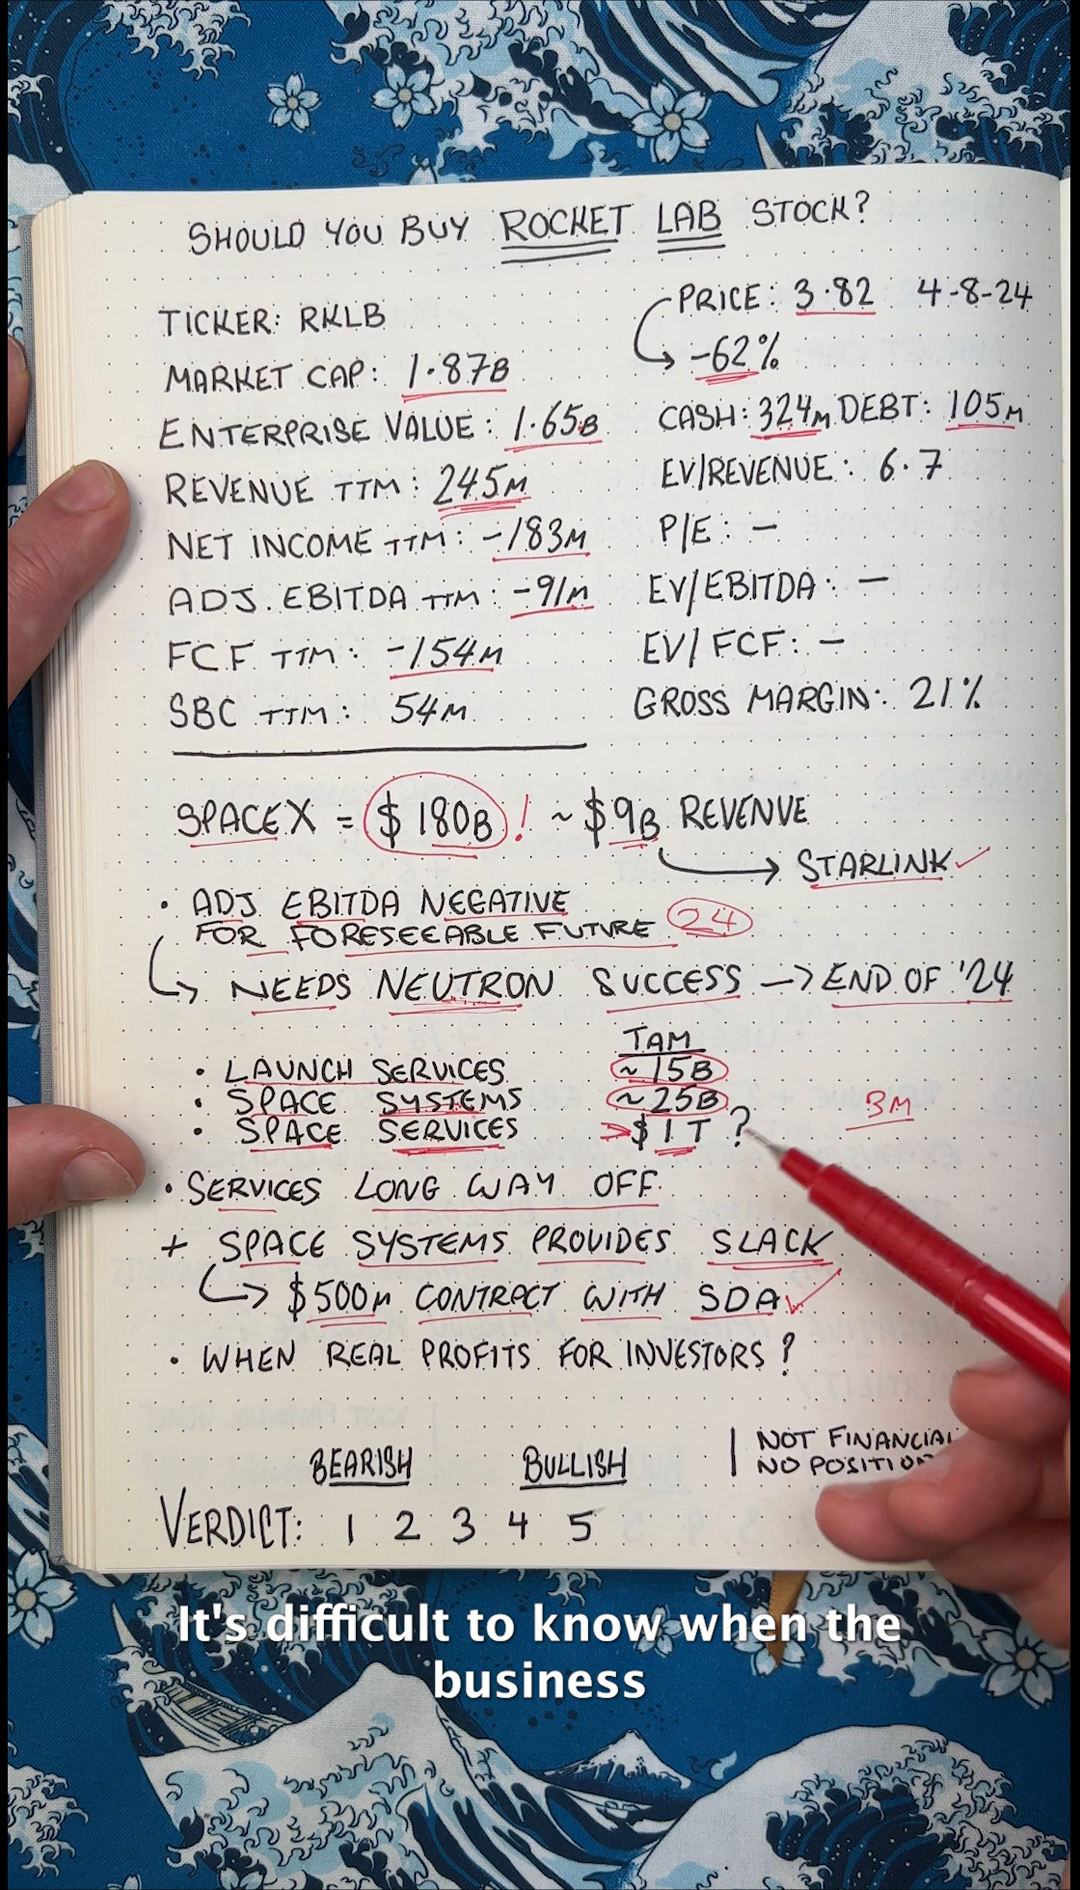 SHOULD YOU BUY ROCKET LAB STOCK?
TICKER: RKLB
PRICE: 3.82 4-8-24
-62%
MARKET CAP: 1.87B
CASH: 324M DEBT: 105M
ENTERPRISE VALUE: 1.65B
EV/REVENUE: 6.7
REVENUE TTM: 245M
P/E: -
NET INCOME TTM: -183M
EV/EBITDA: -
ADJ. EBITDA TTM: -91M
EV/FCF: -
FCF TTM: -154M
GROSS MARGIN: 21%
SBC TTM: 54M
SPACEX = $180B! ~$9B REVENUE
STARLINK ✓
• ADJ EBITDA NEGATIVE
FOR FORESEEABLE FUTURE 24
NEEDS NEUTRON SUCCESS -> END OF '24
TAM
• LAUNCH SERVICES ~15B
• SPACE SYSTEMS ~25B 3M
• SPACE SERVICES > $1T?
• SERVICES LONG WAY OFF
+ SPACE SYSTEMS PROVIDES SLACK
$500M CONTRACT WITH SDA ✓
• WHEN REAL PROFITS FOR INVESTORS?
NOT FINANCIAL
BEARISH BULLISH NO POSITION
VERDICT: 1 2 3 4 5
It's difficult to know when the
business